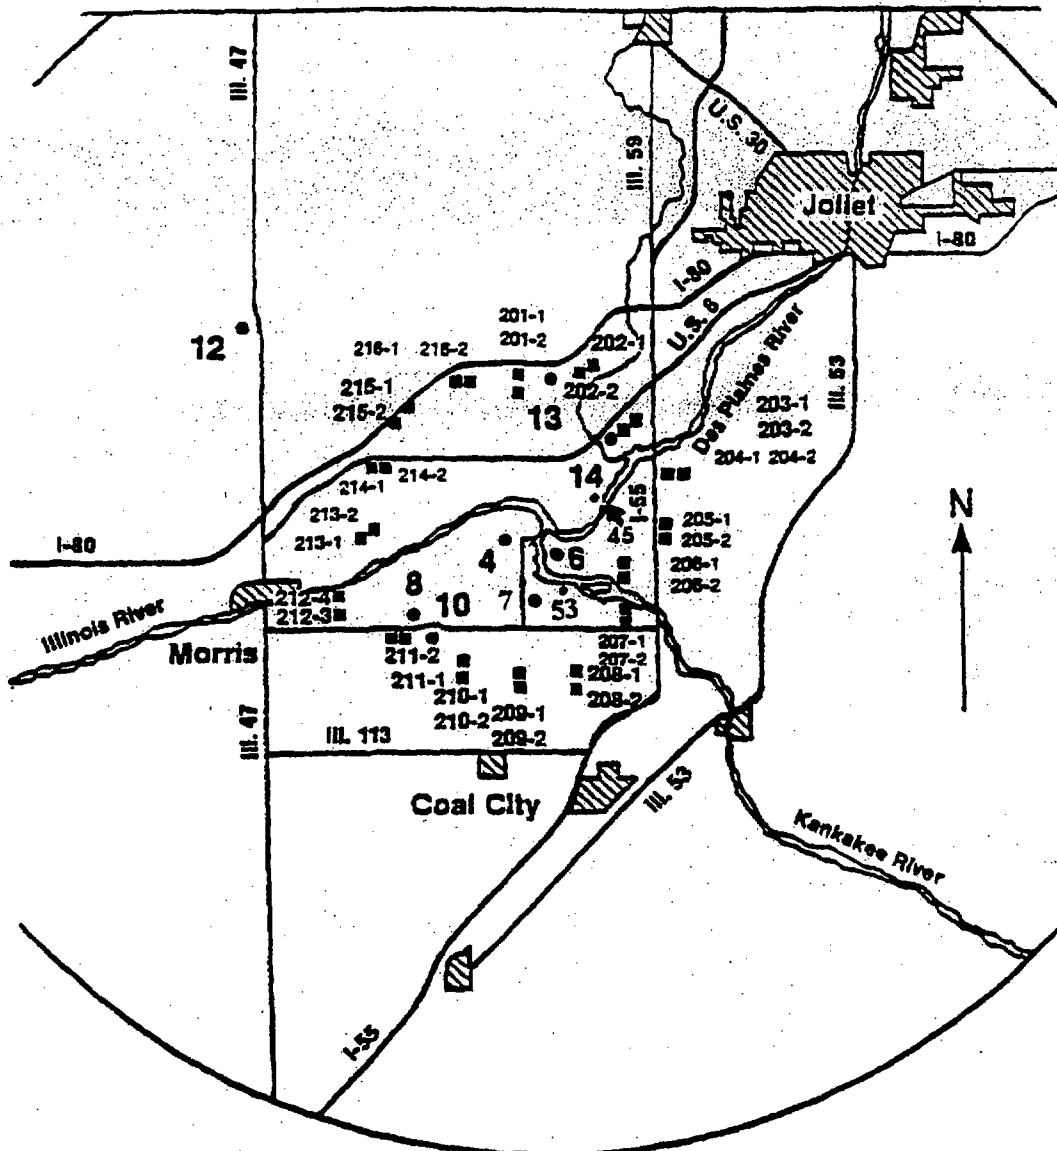 Ill. 47
U.S. 30
Ill. 59
Joliet
I-80
I-80
U.S. 6
201-1
201-2
202-1
12
216-1 216-2
215-1
215-2
202-2
13
Des Plaines River
Ill. 53
203-1
203-2
204-1 204-2
214-1
214-2
14
I-55
N
213-2
213-1
I-80
45
205-1
205-2
4
6
206-1
206-2
8
10
7
53
212-4
212-3
Illinois River
Morris
207-1
207-2
211-2
211-1
208-1
208-2
210-1
210-2
209-1
209-2
Ill. 47
Ill. 113
Coal City
Ill. 53
Kankakee River
I-55